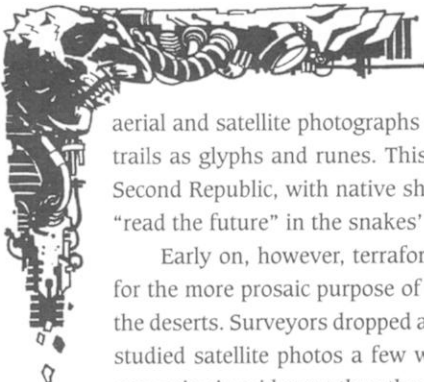 aerial and satellite photographs
trails as glyphs and runes. This
Second Republic, with native sh
"read the future" in the snakes'
Early on, however, terrafor
for the more prosaic purpose of
the deserts. Surveyors dropped a
studied satellite photos a few w